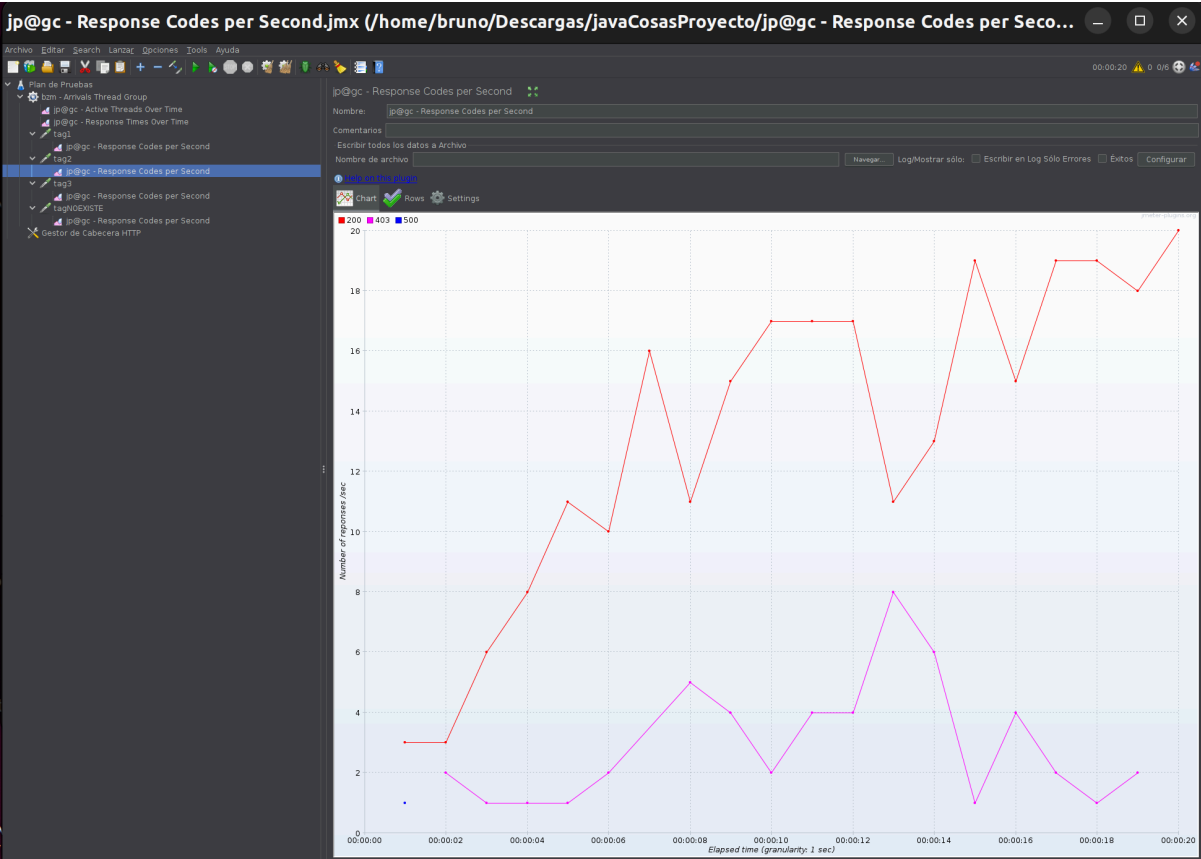 jp@gc - Response Codes per Second.jmx (/home/bruno/Descargas/javaCosasProyecto/jp@gc - Response Codes per Seco...
Archivo Editar Search Lanzar Opciones Tools Ayuda
00:00:20 0 0/6
Plan de Pruebas
bzm - Arrivals Thread Group
jp@gc - Active Threads Over Time
jp@gc - Response Times Over Time
tag1
jp@gc - Response Codes per Second
tag2
jp@gc - Response Codes per Second
tag3
jp@gc - Response Codes per Second
tagNOEXISTE
jp@gc - Response Codes per Second
Gestor de Cabecera HTTP
jp@gc - Response Codes per Second
Nombre: jp@gc - Response Codes per Second
Comentarios
Escribir todos los datos a Archivo
Nombre de archivo Navegar... Log/Mostrar sólo: Escribir en Log Sólo Errores Éxitos Configurar
Help on this plugin
Chart Rows Settings
200 403 500
jmeter-plugins.org
20
18
16
14
12
10
8
6
4
2
0
Number of reponses /sec
00:00:00 00:00:02 00:00:04 00:00:06 00:00:08 00:00:10 00:00:12 00:00:14 00:00:16 00:00:18 00:00:20
Elapsed time (granularity: 1 sec)